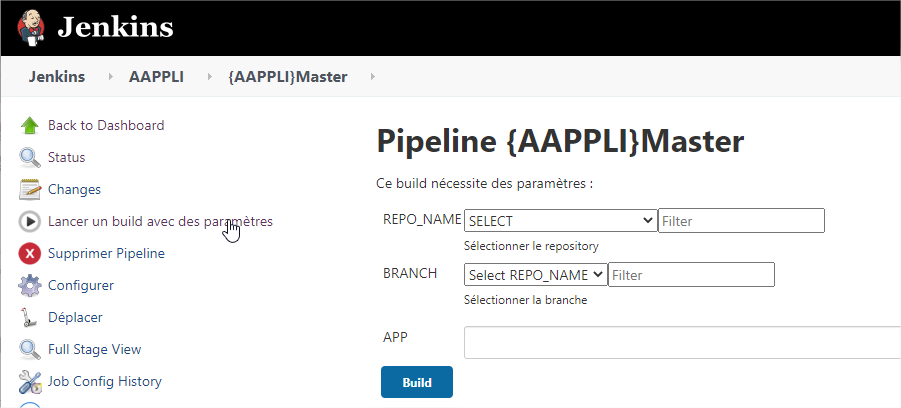 Jenkins
Jenkins AAPPLI {AAPPLI}Master
Back to Dashboard
Status
Changes
Lancer un build avec des paramètres
Supprimer Pipeline
Configurer
Déplacer
Full Stage View
Job Config History
Pipeline {AAPPLI}Master
Ce build nécessite des paramètres :
REPO_NAME SELECT Filter
Sélectionner le repository
BRANCH Select REPO_NAME Filter
Sélectionner la branche
APP
Build